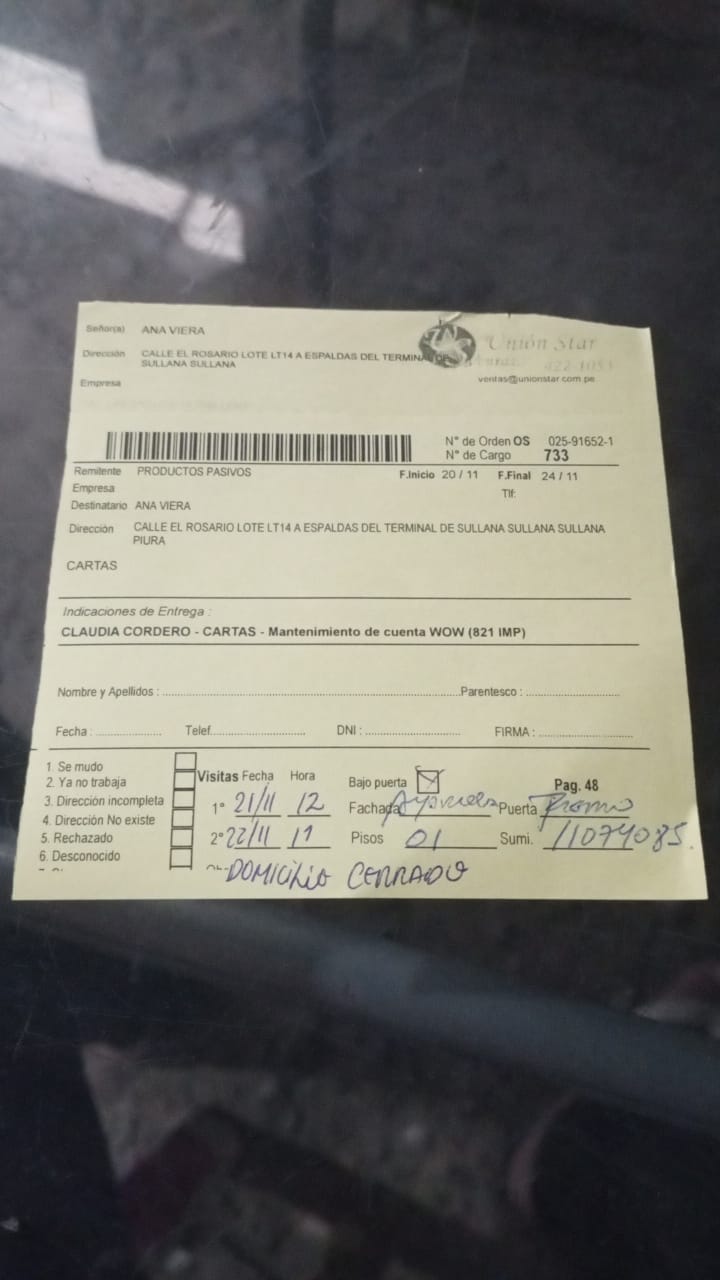 Señor(a) ANA VIERA
Dirección CALLE EL ROSARIO LOTE LT14 A ESPALDAS DEL TERMINAL DE
SULLANA SULLANA
Empresa
Unión Star
422-1053
ventas@unionstar.com.pe
N° de Orden OS 025-91652-1
N° de Cargo 733
Remitente PRODUCTOS PASIVOS F.Inicio 20 / 11 F.Final 24 / 11
Empresa Tlf:
Destinatario ANA VIERA
Dirección CALLE EL ROSARIO LOTE LT14 A ESPALDAS DEL TERMINAL DE SULLANA SULLANA SULLANA
PIURA
CARTAS
Indicaciones de Entrega :
CLAUDIA CORDERO - CARTAS - Mantenimiento de cuenta WOW (821 IMP)
Nombre y Apellidos : Parentesco :
Fecha : Telef. DNI : FIRMA :
1. Se mudo
2. Ya no trabaja
3. Dirección incompleta
4. Dirección No existe
5. Rechazado
6. Desconocido
Visitas Fecha Hora
1° 21/11 12
2° 22/11 11
Bajo puerta Pag. 48
Fachada Puerta
Pisos 01 Sumi. 11074085.
DOMICILIO CERRADO